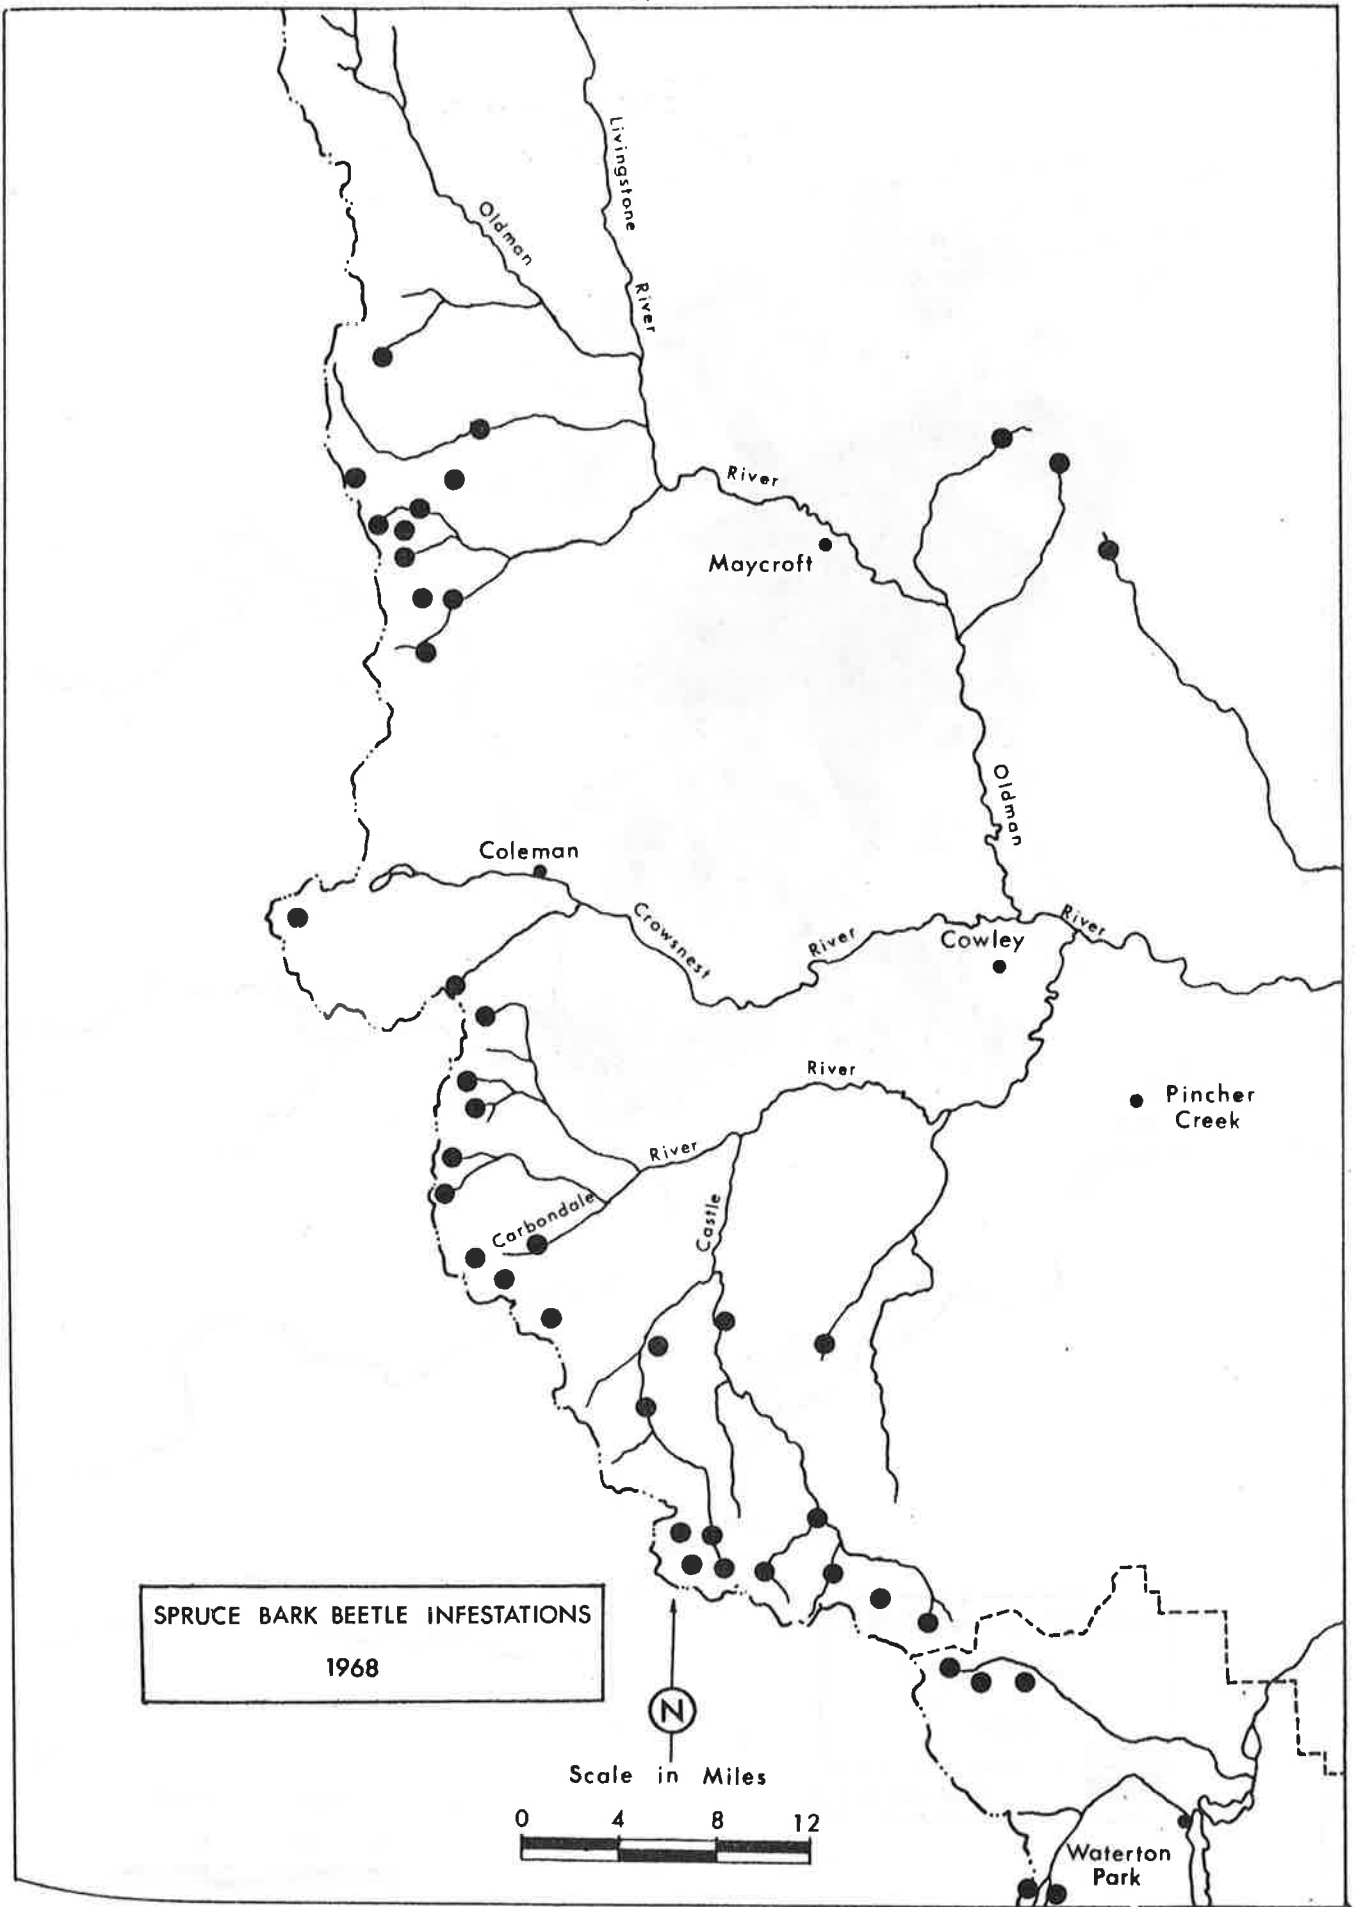 Livingstone
River
Oldman
River
Maycroft
Oldman
Coleman
Crowsnest
River
Cowley
River
River
Pincher
Creek
River
Carbondale
Castle
SPRUCE BARK BEETLE INFESTATIONS
1968
N
Scale in Miles
0 4 8 12
Waterton
Park